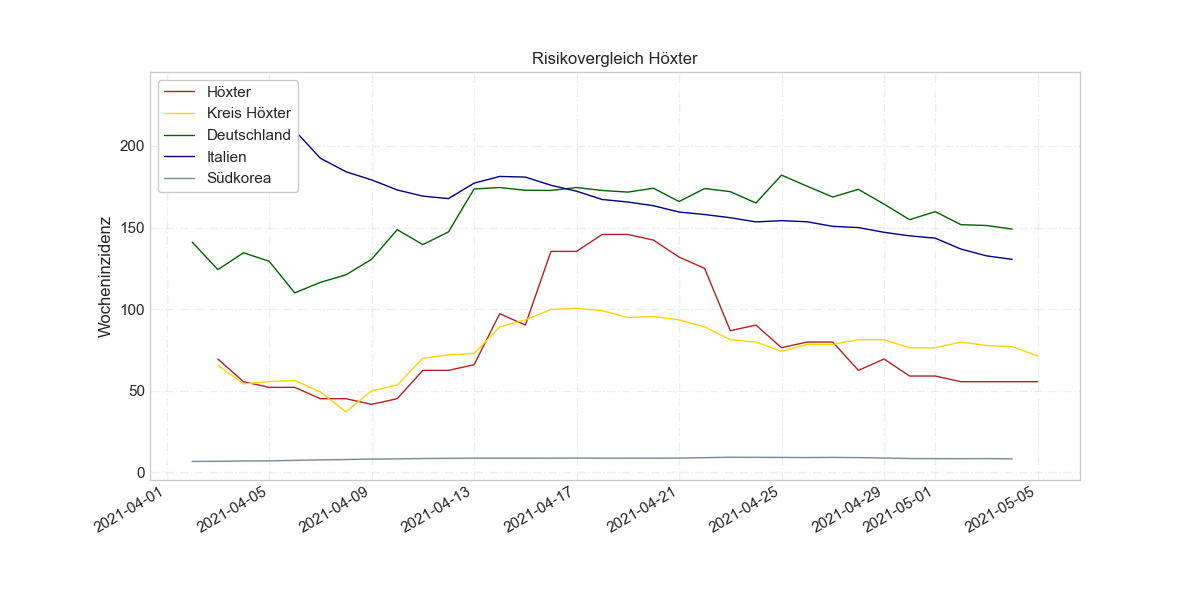 Risikovergleich Höxter
Höxter
Kreis Höxter
Deutschland
Italien
Südkorea
Wocheninzidenz
200
150
100
50
0
2021-04-01
2021-04-05
2021-04-09
2021-04-13
2021-04-17
2021-04-21
2021-04-25
2021-04-29
2021-05-01
2021-05-05